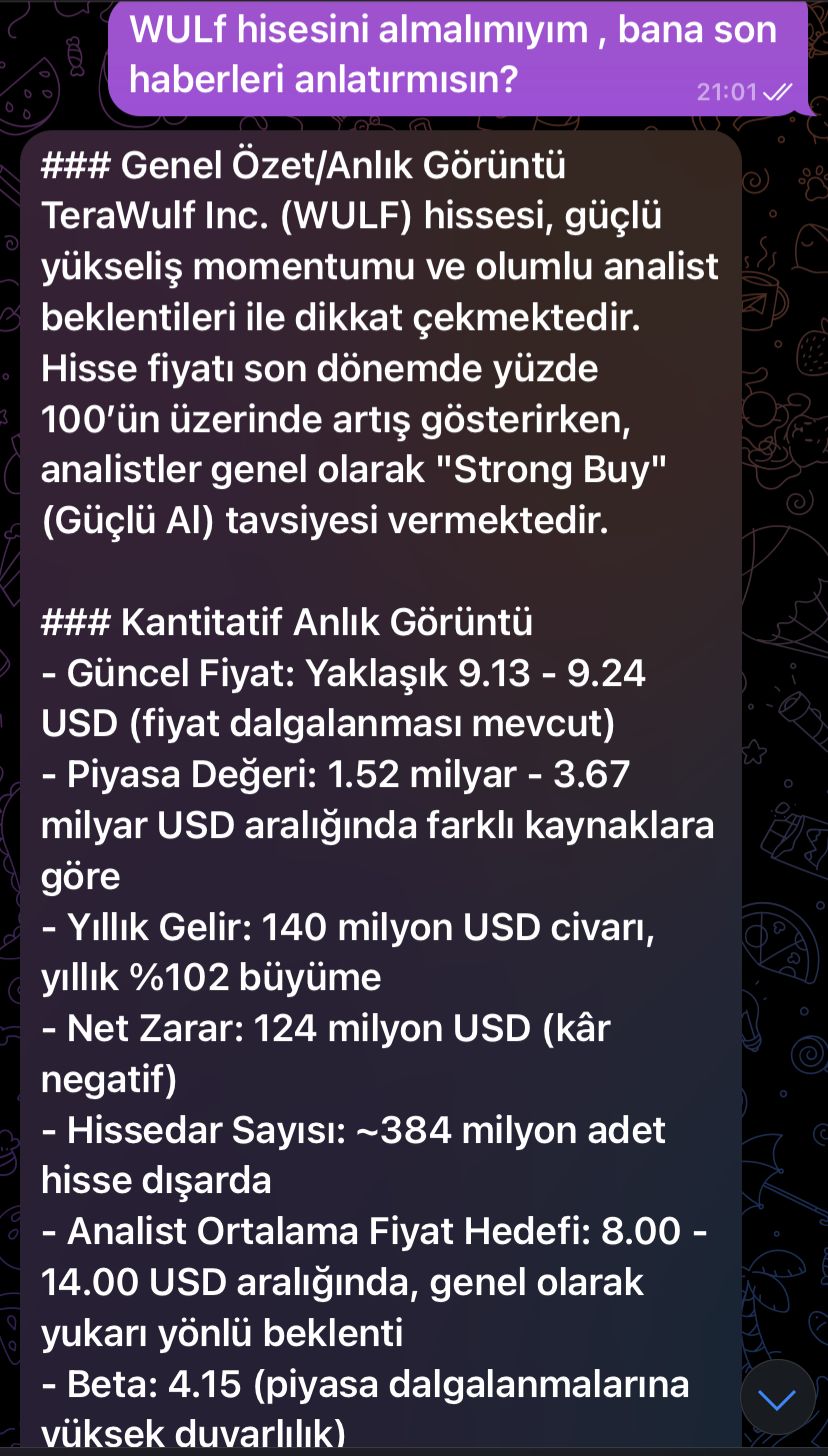 WULf hisesini almalımıyım , bana son
haberleri anlatırmısın?
21:01
### Genel Özet/Anlık Görüntü
TeraWulf Inc. (WULF) hissesi, güçlü
yükseliş momentumu ve olumlu analist
beklentileri ile dikkat çekmektedir.
Hisse fiyatı son dönemde yüzde
100’ün üzerinde artış gösterirken,
analistler genel olarak "Strong Buy"
(Güçlü Al) tavsiyesi vermektedir.
### Kantitatif Anlık Görüntü
- Güncel Fiyat: Yaklaşık 9.13 - 9.24
USD (fiyat dalgalanması mevcut)
- Piyasa Değeri: 1.52 milyar - 3.67
milyar USD aralığında farklı kaynaklara
göre
- Yıllık Gelir: 140 milyon USD civarı,
yıllık %102 büyüme
- Net Zarar: 124 milyon USD (kâr
negatif)
- Hissedar Sayısı: ~384 milyon adet
hisse dışarda
- Analist Ortalama Fiyat Hedefi: 8.00 -
14.00 USD aralığında, genel olarak
yukarı yönlü beklenti
- Beta: 4.15 (piyasa dalgalanmalarına
yüksek duyarlılık)